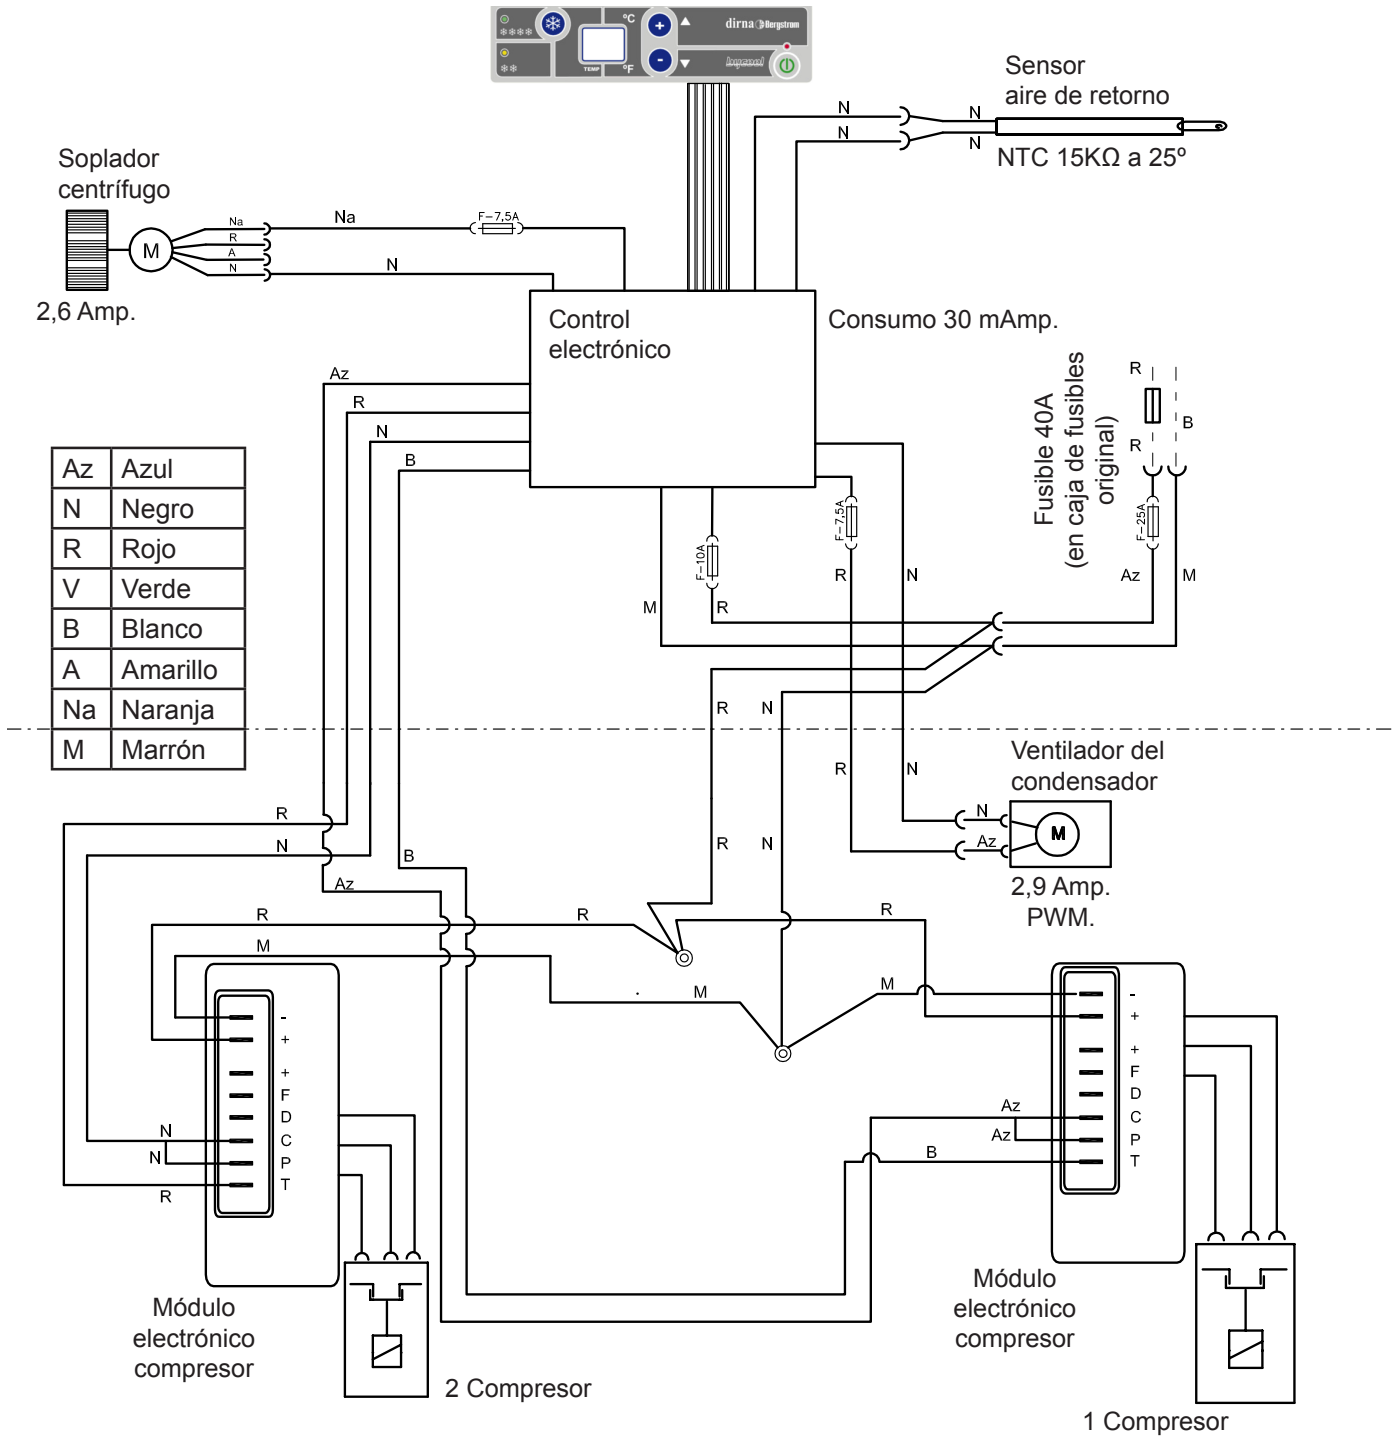 °C
+
dirna Bergstrom
TEMP
°F
-
bycool
Sensor
aire de retorno
N
N
N
N
NTC 15KΩ a 25º
Soplador
centrífugo
Na
R
A
N
Na
F-7,5A
N
M
2,6 Amp.
Control
electrónico
Consumo 30 mAmp.
Az
R
N
B
Fusible 40A
(en caja de fusibles
original)
R
B
R
F-25A
Az
M
F-7,5A
F-10A
R
N
M
R
Az Azul
N Negro
R Rojo
V Verde
B Blanco
A Amarillo
Na Naranja
M Marrón
R
N
R
N
Ventilador del
condensador
N
Az
M
2,9 Amp.
PWM.
R
N
B
Az
R
N
R
R
R
M
M
M
-
+
+
F
D
C
P
T
N
N
R
-
+
+
F
D
C
P
T
Az
Az
B
Módulo
electrónico
compresor
2 Compresor
Módulo
electrónico
compresor
1 Compresor